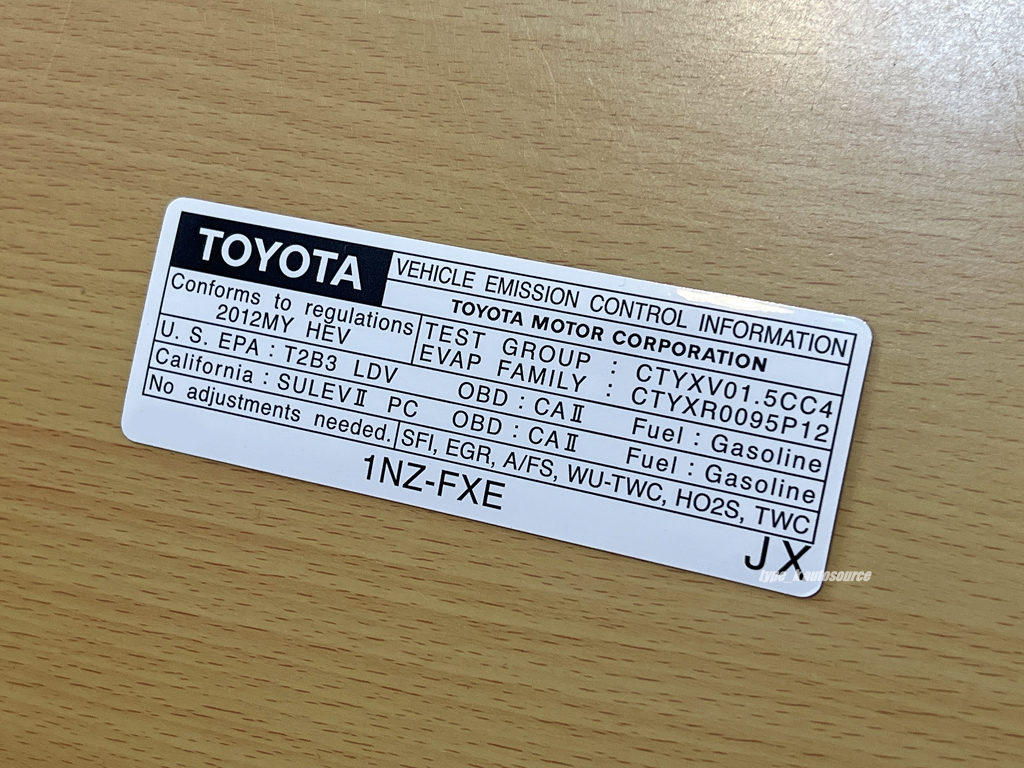 TOYOTA
VEHICLE EMISSION CONTROL INFORMATION
TOYOTA MOTOR CORPORATION
Conforms to regulations
2012MY HEV
TEST GROUP : CTYXV01.5CC4
EVAP FAMILY : CTYXR0095P12
U. S. EPA : T2B3 LDV OBD : CAⅡ Fuel : Gasoline
California : SULEVⅡ PC OBD : CAⅡ Fuel : Gasoline
No adjustments needed. SFI, EGR, A/FS, WU-TWC, HO2S, TWC
1NZ-FXE
JX